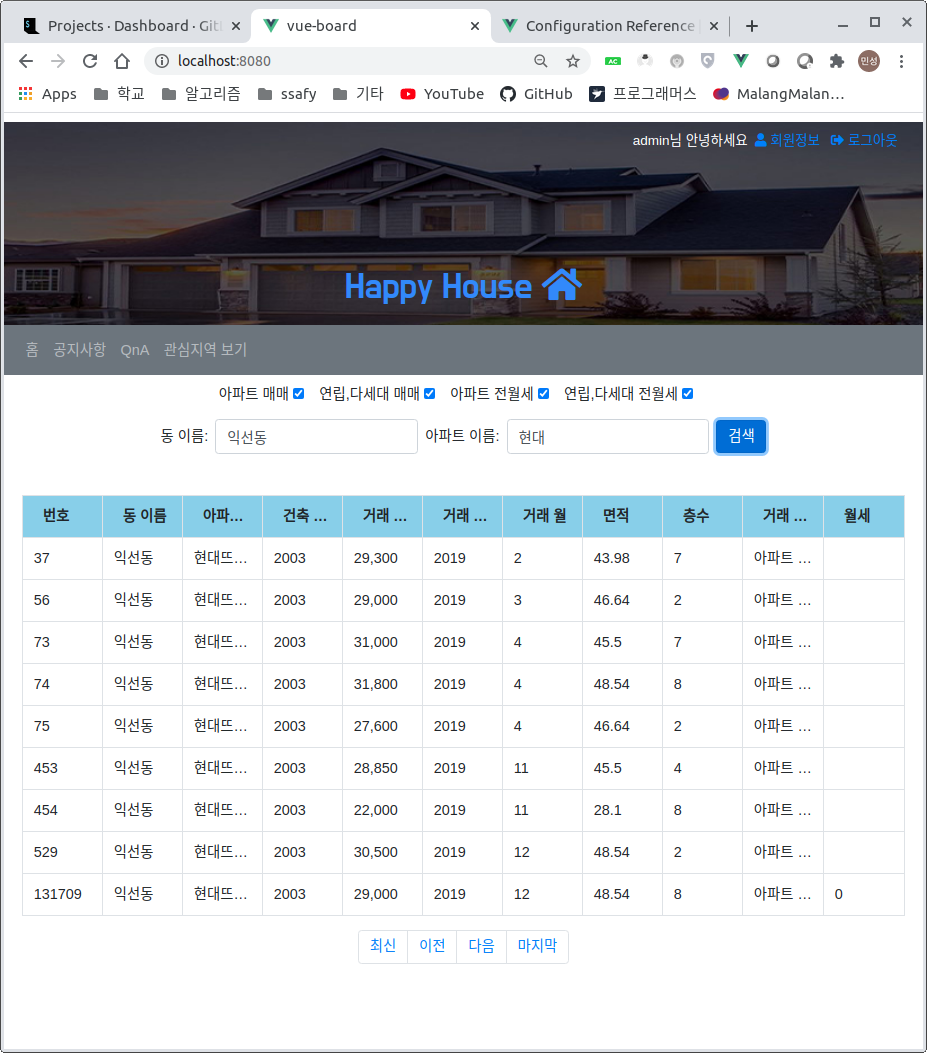 Projects · Dashboard · Git
vue-board
Configuration Reference
localhost:8080
AC
민성
Apps 학교 알고리즘 ssafy 기타 YouTube GitHub 프로그래머스 MalangMalan…
admin님 안녕하세요 회원정보 로그아웃
Happy House
홈 공지사항 QnA 관심지역 보기
아파트 매매 연립,다세대 매매 아파트 전월세 연립,다세대 전월세
동 이름: 익선동 아파트 이름: 현대 검색
번호 동 이름 아파… 건축 … 거래 … 거래 … 거래 월 면적 층수 거래 … 월세
37 익선동 현대뜨… 2003 29,300 2019 2 43.98 7 아파트 …
56 익선동 현대뜨… 2003 29,000 2019 3 46.64 2 아파트 …
73 익선동 현대뜨… 2003 31,000 2019 4 45.5 7 아파트 …
74 익선동 현대뜨… 2003 31,800 2019 4 48.54 8 아파트 …
75 익선동 현대뜨… 2003 27,600 2019 4 46.64 2 아파트 …
453 익선동 현대뜨… 2003 28,850 2019 11 45.5 4 아파트 …
454 익선동 현대뜨… 2003 22,000 2019 11 28.1 8 아파트 …
529 익선동 현대뜨… 2003 30,500 2019 12 48.54 2 아파트 …
131709 익선동 현대뜨… 2003 29,000 2019 12 48.54 8 아파트 … 0
최신 이전 다음 마지막